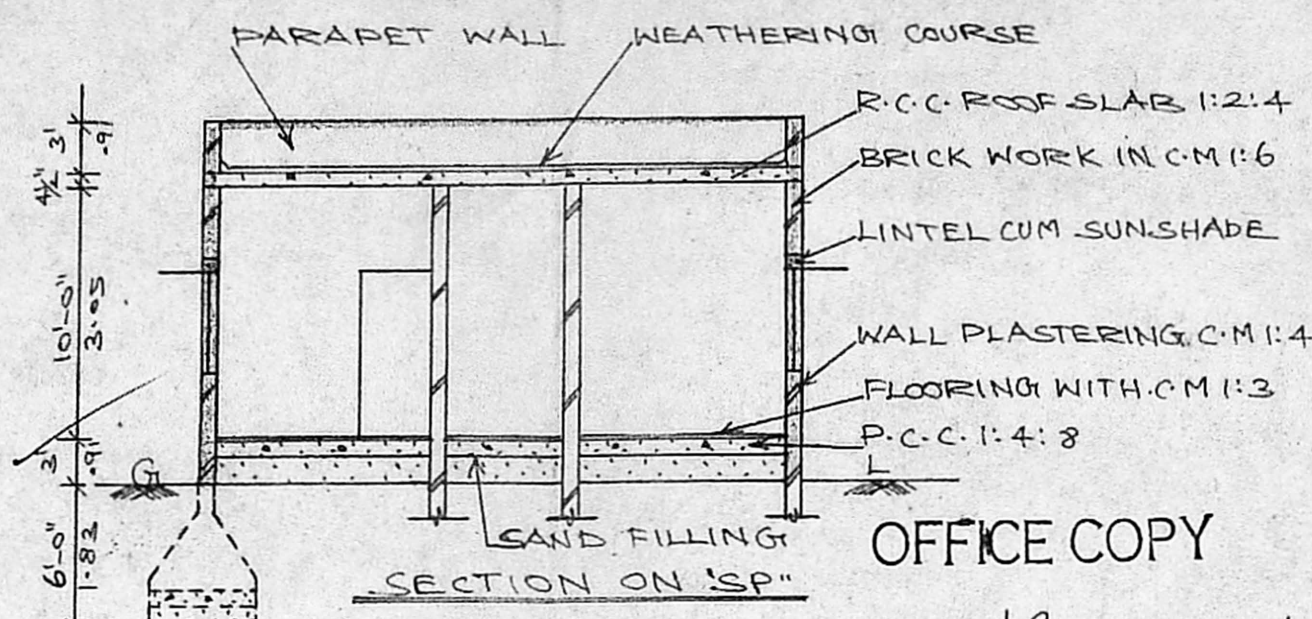 PARAPET WALL
WEATHERING COURSE
R.C.C. ROOF SLAB 1:2:4
BRICK WORK IN C.M 1:6
LINTEL CUM SUNSHADE
WALL PLASTERING C.M 1:4
FLOORING WITH C.M 1:3
P.C.C. 1:4:8
3'
.91
4½"
10'-0"
3.05
3'
.91
6'-0"
1.83
G
L
SAND FILLING
SECTION ON 'SP"
OFFICE COPY